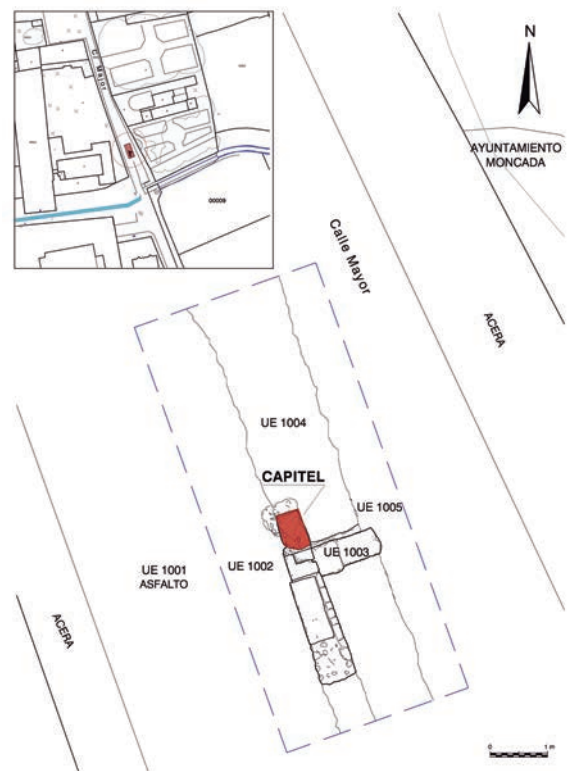 C/ Major
00009
N
AYUNTAMIENTO
MONCADA
Calle Mayor
ACERA
UE 1004
CAPITEL
UE 1005
UE 1003
UE 1002
UE 1001
ASFALTO
ACERA
0 1 m